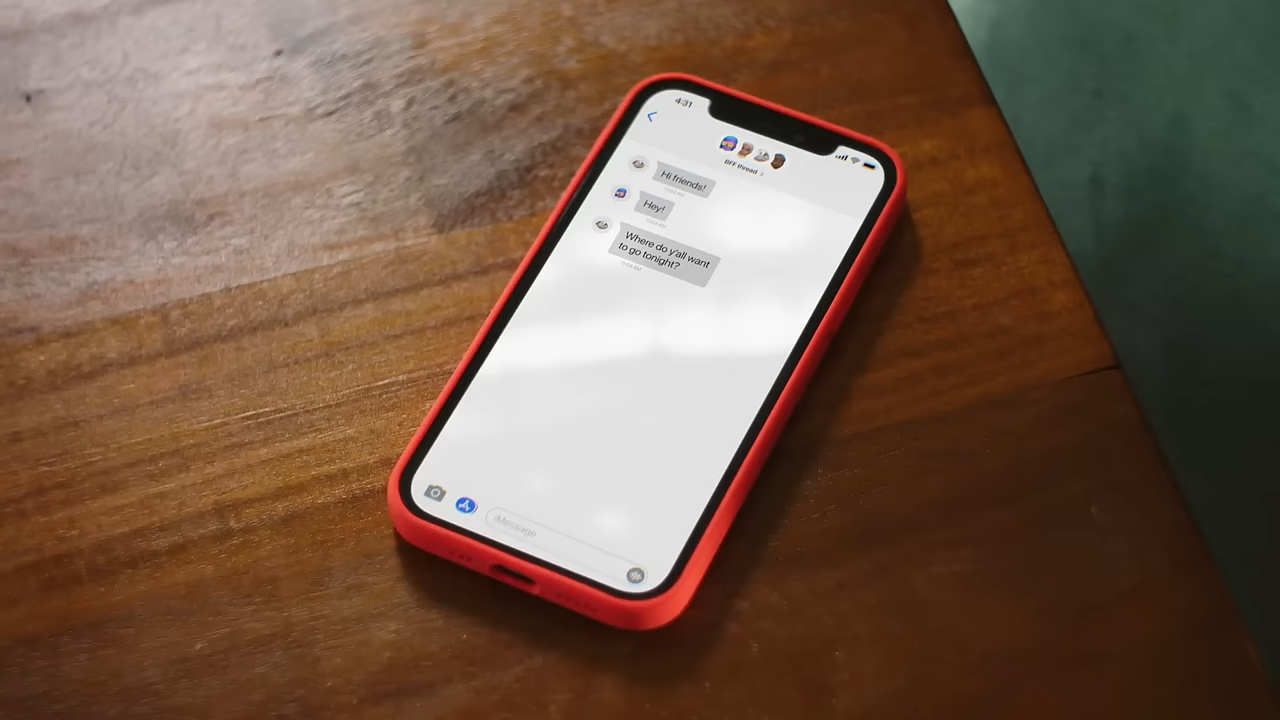 4:31
BFF thread >
Hi friends!
Hey!
Where do y'all want
to go tonight?
iMessage